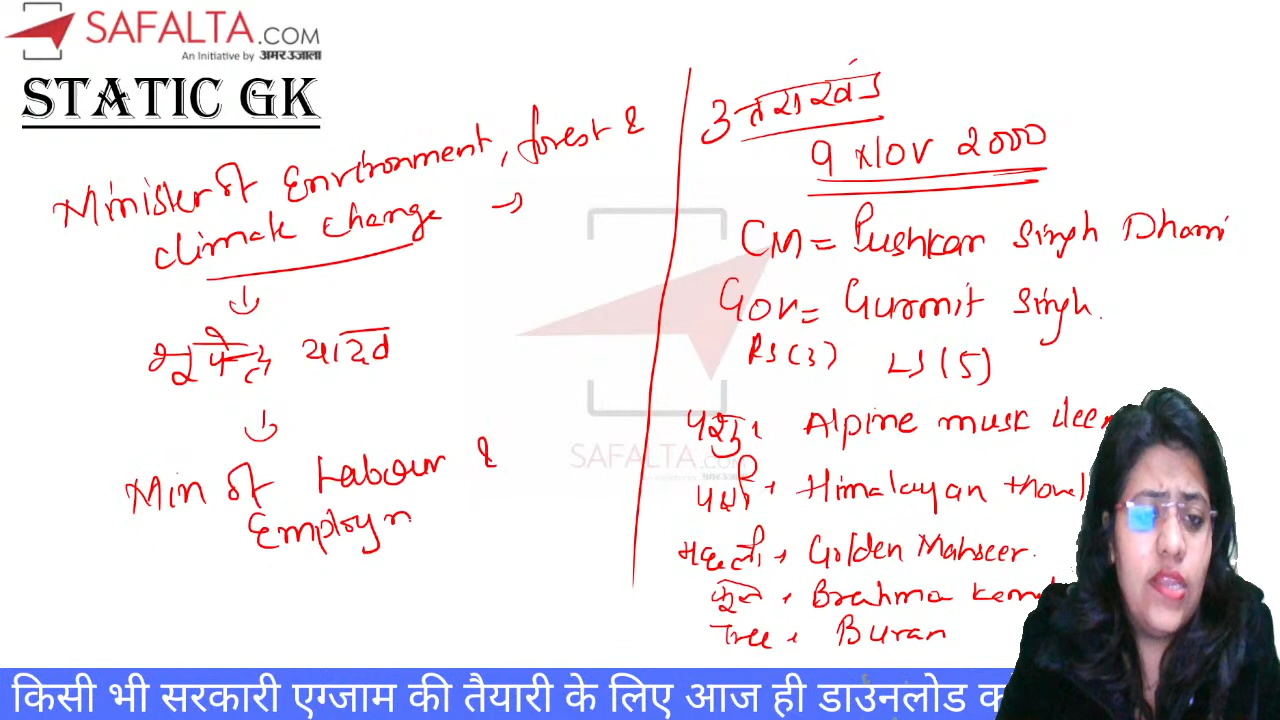 SAFALTA.COM
An Initiative by अमर उजाला
STATIC GK
Minister of Environment, forest &
climate change →
भूपेन्द्र यादव
Min of Labour &
Employm
उत्तराखंड
9 Nov 2000
CM = Pushkar Singh Dhami
Gov = Gurmit Singh.
RS (3) LS (5)
पशु : Alpine musk deer
पक्षी → Himalayan
मछली → Golden Mahseer.
फूल → Brahma
Tree → Buran
SAFALTA.COM
किसी भी सरकारी एग्जाम की तैयारी के लिए आज ही डाउनलोड